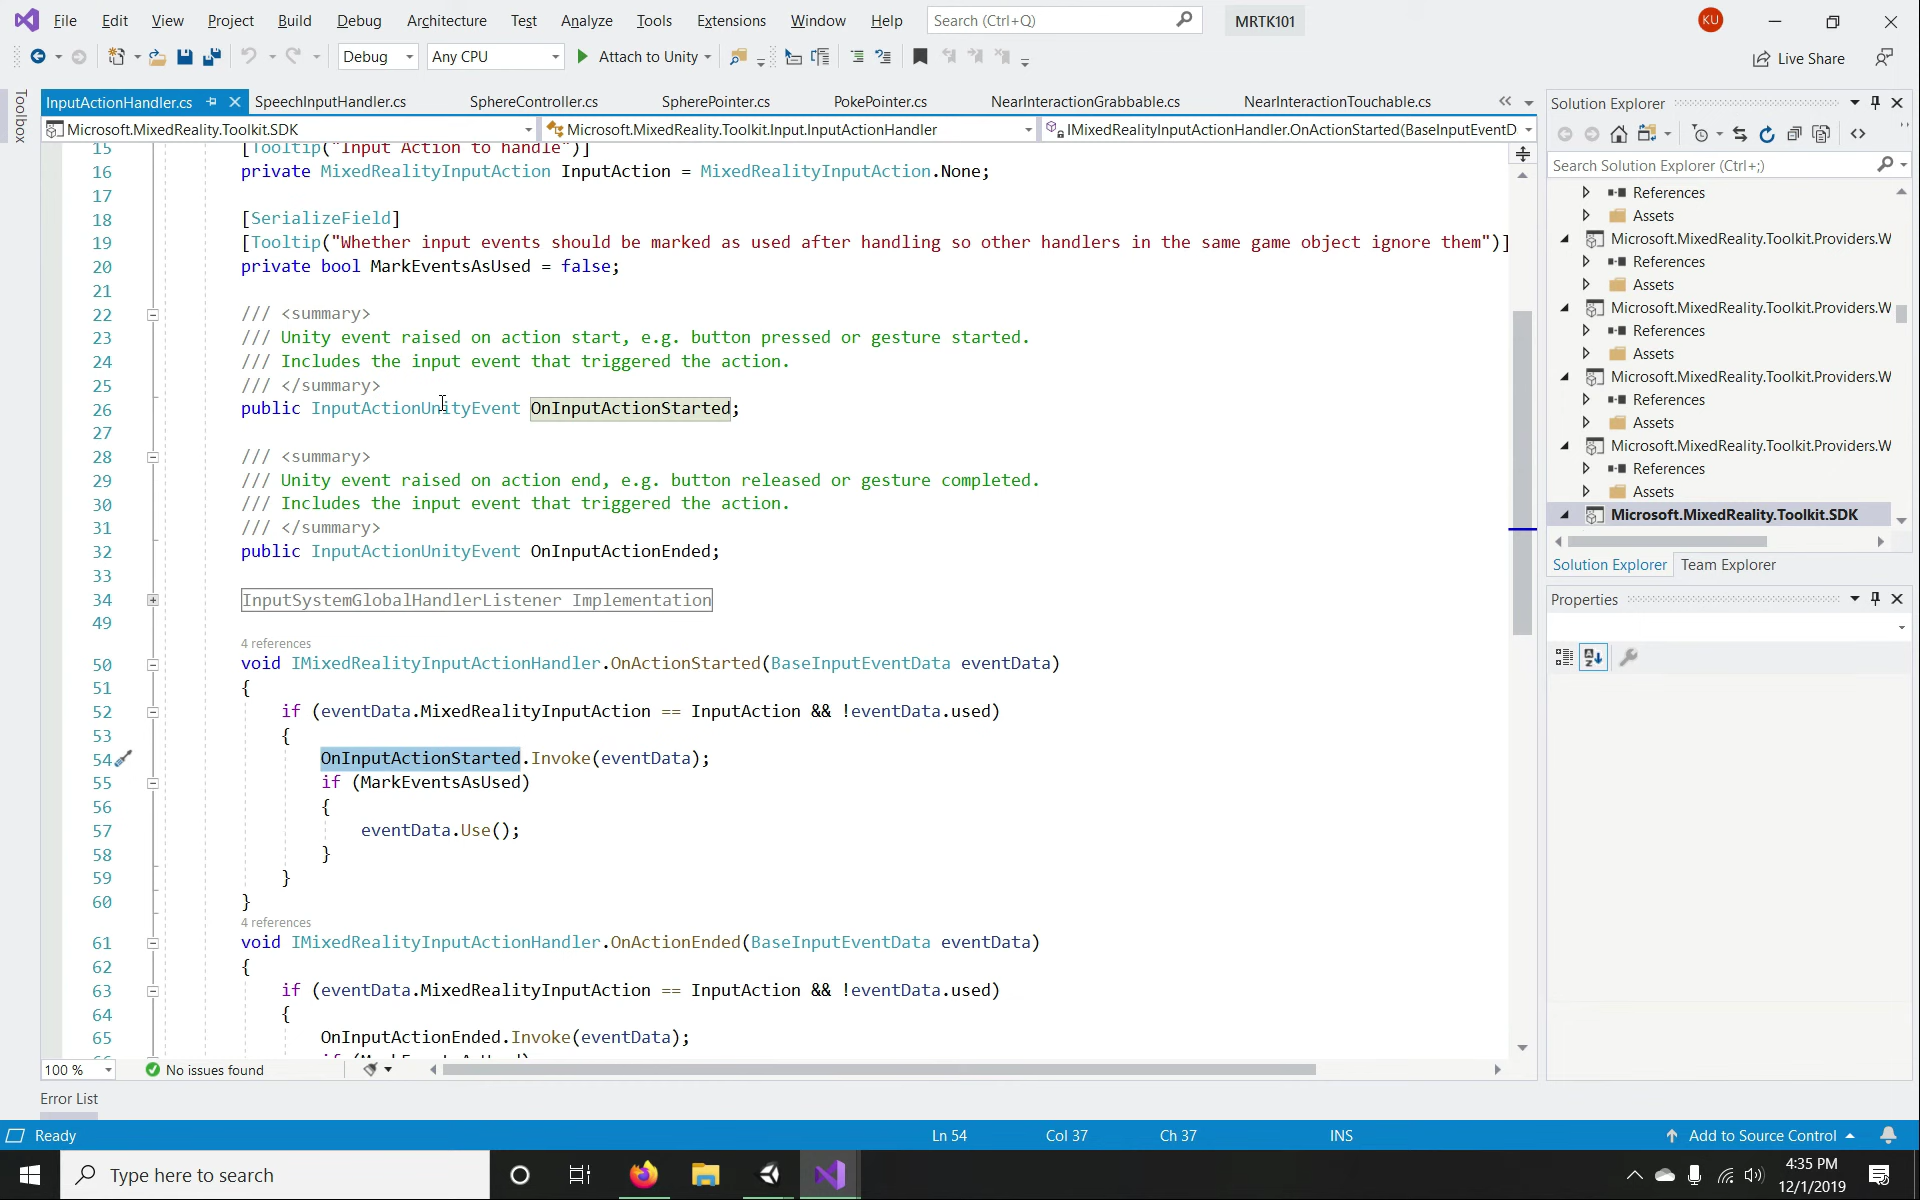 File Edit View Project Build Debug Architecture Test Analyze Tools Extensions Window Help Search (Ctrl+Q) MRTK101 KU
Debug Any CPU Attach to Unity Live Share
Toolbox
InputActionHandler.cs SpeechInputHandler.cs SphereController.cs SpherePointer.cs PokePointer.cs NearInteractionGrabbable.cs NearInteractionTouchable.cs
Microsoft.MixedReality.Toolkit.SDK Microsoft.MixedReality.Toolkit.Input.InputActionHandler IMixedRealityInputActionHandler.OnActionStarted(BaseInputEventD
15 [Tooltip("Input Action to handle")]
16 private MixedRealityInputAction InputAction = MixedRealityInputAction.None;
17
18 [SerializeField]
19 [Tooltip("Whether input events should be marked as used after handling so other handlers in the same game object ignore them")]
20 private bool MarkEventsAsUsed = false;
21
22 /// <summary>
23 /// Unity event raised on action start, e.g. button pressed or gesture started.
24 /// Includes the input event that triggered the action.
25 /// </summary>
26 public InputActionUnityEvent OnInputActionStarted;
27
28 /// <summary>
29 /// Unity event raised on action end, e.g. button released or gesture completed.
30 /// Includes the input event that triggered the action.
31 /// </summary>
32 public InputActionUnityEvent OnInputActionEnded;
33
34 InputSystemGlobalHandlerListener Implementation
49
4 references
50 void IMixedRealityInputActionHandler.OnActionStarted(BaseInputEventData eventData)
51 {
52 if (eventData.MixedRealityInputAction == InputAction && !eventData.used)
53 {
54 OnInputActionStarted.Invoke(eventData);
55 if (MarkEventsAsUsed)
56 {
57 eventData.Use();
58 }
59 }
60 }
4 references
61 void IMixedRealityInputActionHandler.OnActionEnded(BaseInputEventData eventData)
62 {
63 if (eventData.MixedRealityInputAction == InputAction && !eventData.used)
64 {
65 OnInputActionEnded.Invoke(eventData);
100 % No issues found
Error List
Solution Explorer
Search Solution Explorer (Ctrl+;)
References
Assets
Microsoft.MixedReality.Toolkit.Providers.W
References
Assets
Microsoft.MixedReality.Toolkit.Providers.W
References
Assets
Microsoft.MixedReality.Toolkit.Providers.W
References
Assets
Microsoft.MixedReality.Toolkit.Providers.W
References
Assets
Microsoft.MixedReality.Toolkit.SDK
Solution Explorer Team Explorer
Properties
Ready Ln 54 Col 37 Ch 37 INS Add to Source Control
Type here to search 4:35 PM
12/1/2019